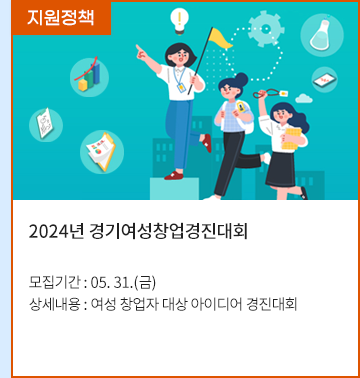 지원정책
2024년 경기여성창업경진대회
모집기간 : 05. 31.(금)
상세내용 : 여성 창업자 대상 아이디어 경진대회